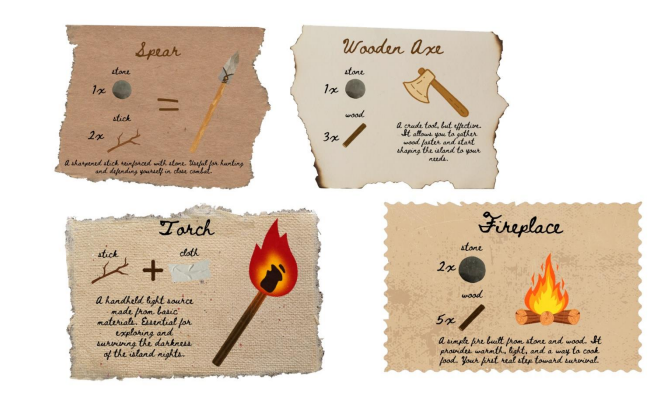 Spear
stone
1x
=
stick
2x
A sharpened stick reinforced with stone. Useful for hunting
and defending yourself in close combat.
Wooden Axe
stone
1x
wood
3x
A crude tool, but effective.
It allows you to gather
wood faster and start
shaping the island to your
needs.
Torch
stick
cloth
+
A handheld light source
made from basic
materials. Essential for
exploring and
surviving the darkness
of the island nights.
Fireplace
stone
2x
wood
5x
A simple fire built from stone and wood. It
provides warmth, light, and a way to cook
food. Your first real step toward survival.